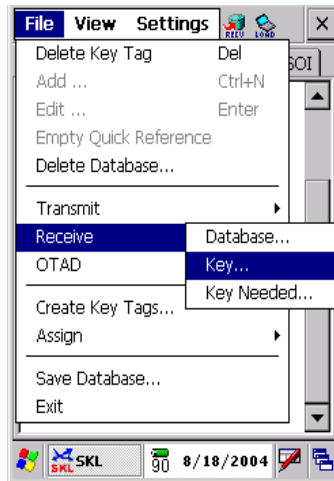 File View Settings RECV LOAD X
SOI
Delete Key Tag Del
Add ... Ctrl+N
Edit ... Enter
Empty Quick Reference
Delete Database...
Transmit
Receive Database...
OTAD Key...
Key Needed...
Create Key Tags...
Assign
Save Database...
Exit
SKL SKL 90 8/18/2004